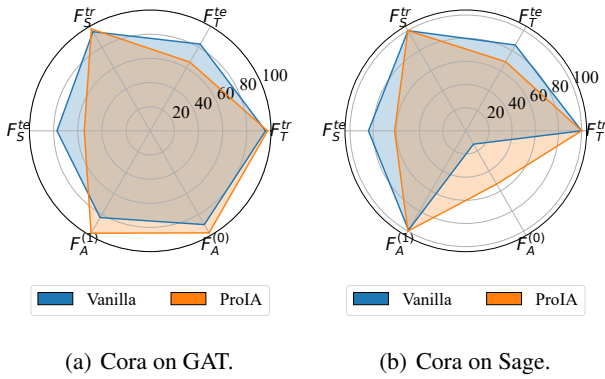 F_S^{tr} F_T^{te} F_S^{tr} F_T^{te}
20 40 60 80 100 20 40 60 80 100
F_S^{te} F_T^{tr} F_S^{te} F_T^{tr}
F_A^{(1)} F_A^{(0)} F_A^{(1)} F_A^{(0)}
Vanilla ProIA Vanilla ProIA
(a) Cora on GAT. (b) Cora on Sage.